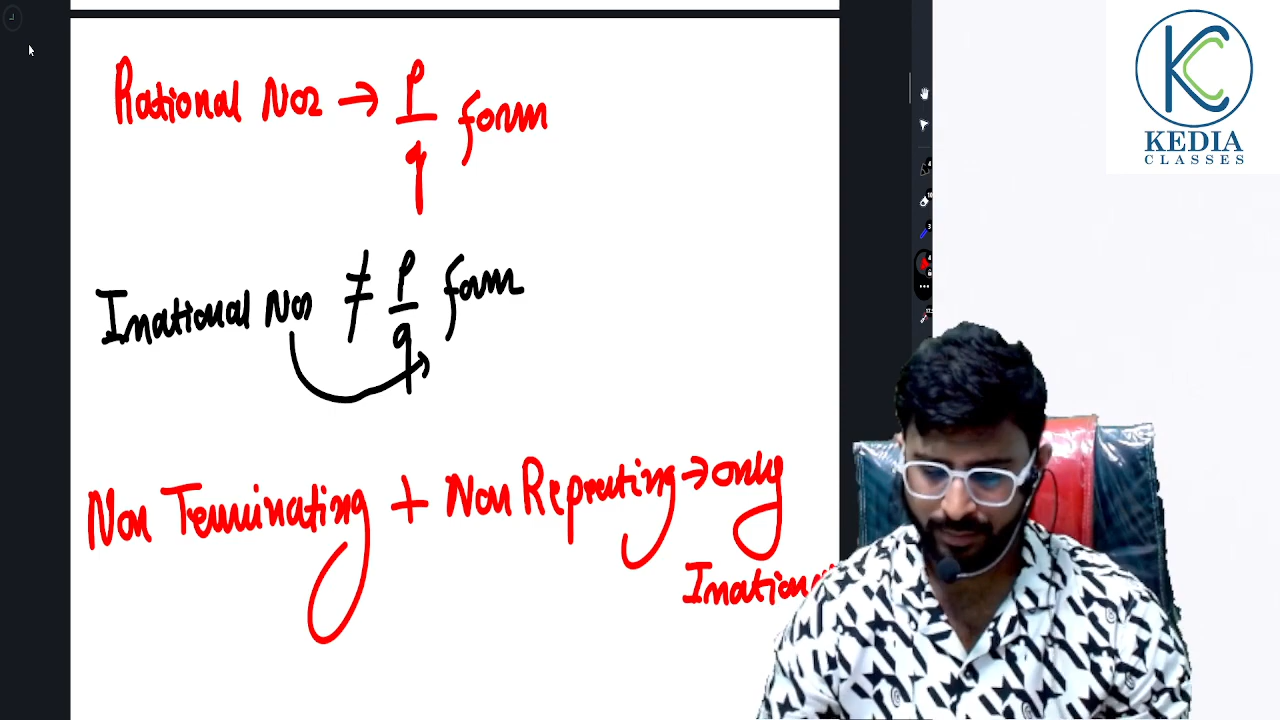 Rational Nos → p/q form
Irrational Nos ≠ p/q form
Non Terminating + Non Repeating → only
Irrational
KEDIA
CLASSES